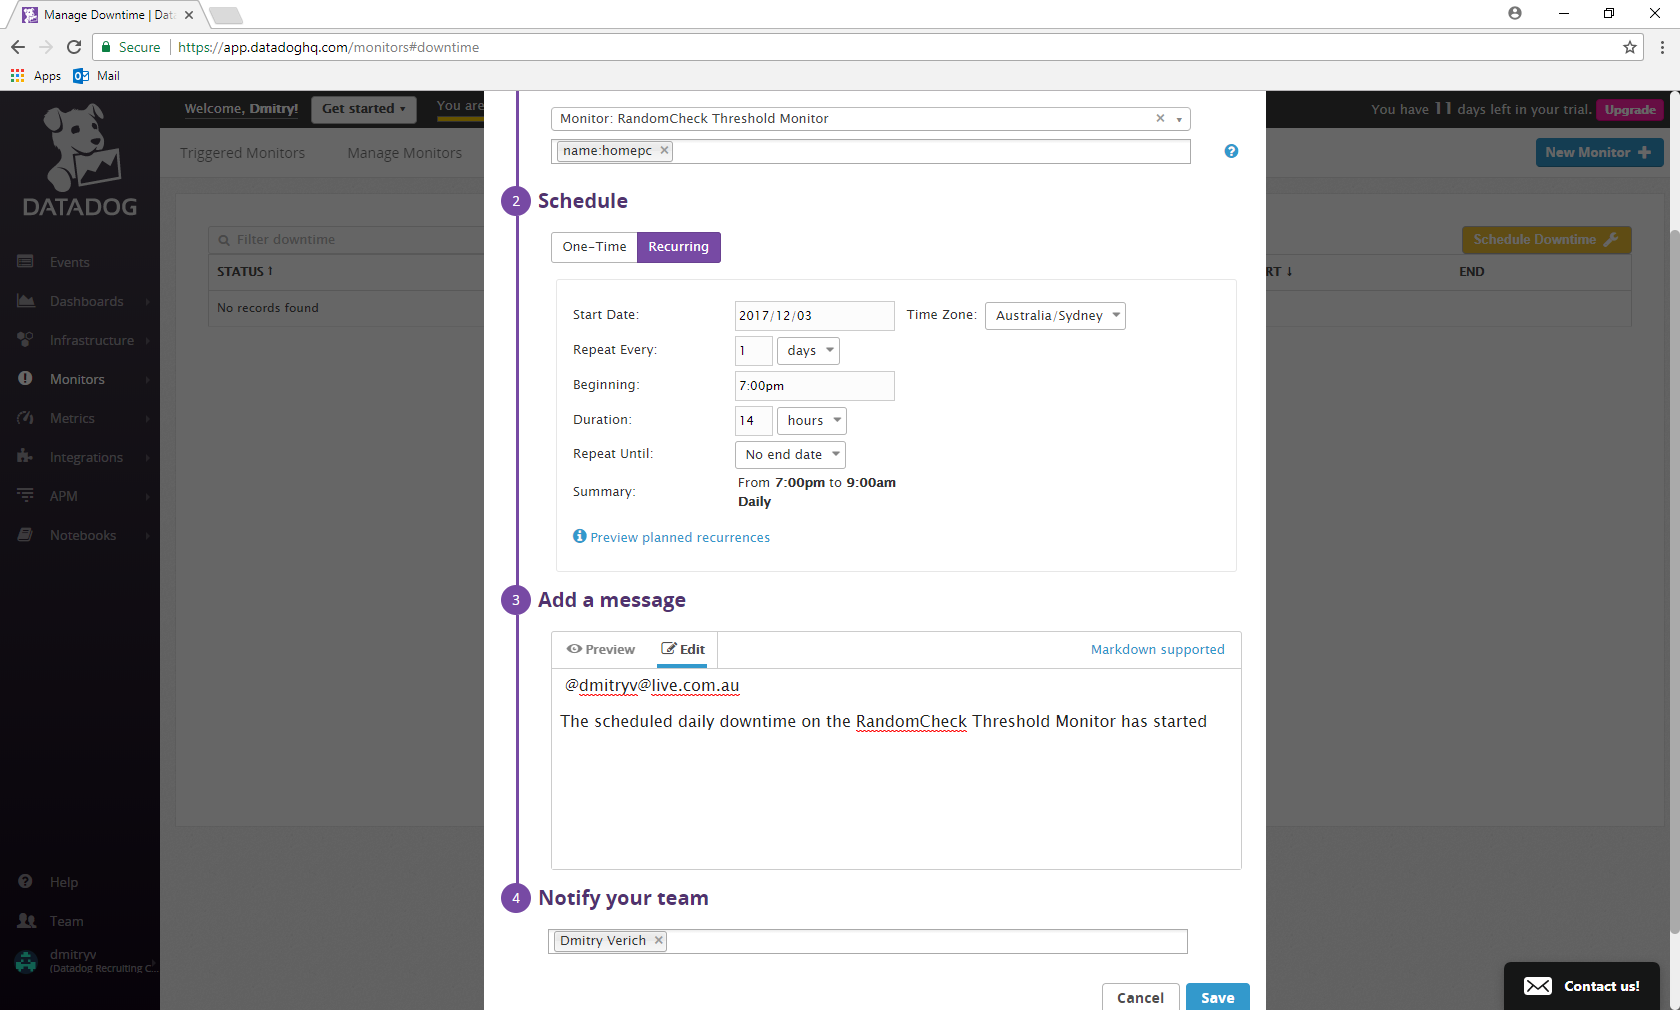 Manage Downtime | Dat
Secure
https://app.datadoghq.com/monitors#downtime
Apps
Mail
DATADOG
Welcome, Dmitry!
Get started
You are
You have 11 days left in your trial.
Upgrade
Triggered Monitors
Manage Monitors
New Monitor
Events
Dashboards
Infrastructure
Monitors
Metrics
Integrations
APM
Notebooks
Help
Team
dmitryv
(Datadog Recruiting C...
Filter downtime
Schedule Downtime
STATUS
RT
END
No records found
Monitor: RandomCheck Threshold Monitor
name:homepc
2 Schedule
One-Time
Recurring
Start Date: 2017/12/03 Time Zone: Australia/Sydney
Repeat Every: 1 days
Beginning: 7:00pm
Duration: 14 hours
Repeat Until: No end date
Summary: From 7:00pm to 9:00am
Daily
Preview planned recurrences
3 Add a message
Preview
Edit
Markdown supported
@dmitryv@live.com.au
The scheduled daily downtime on the RandomCheck Threshold Monitor has started
4 Notify your team
Dmitry Verich
Cancel
Save
Contact us!